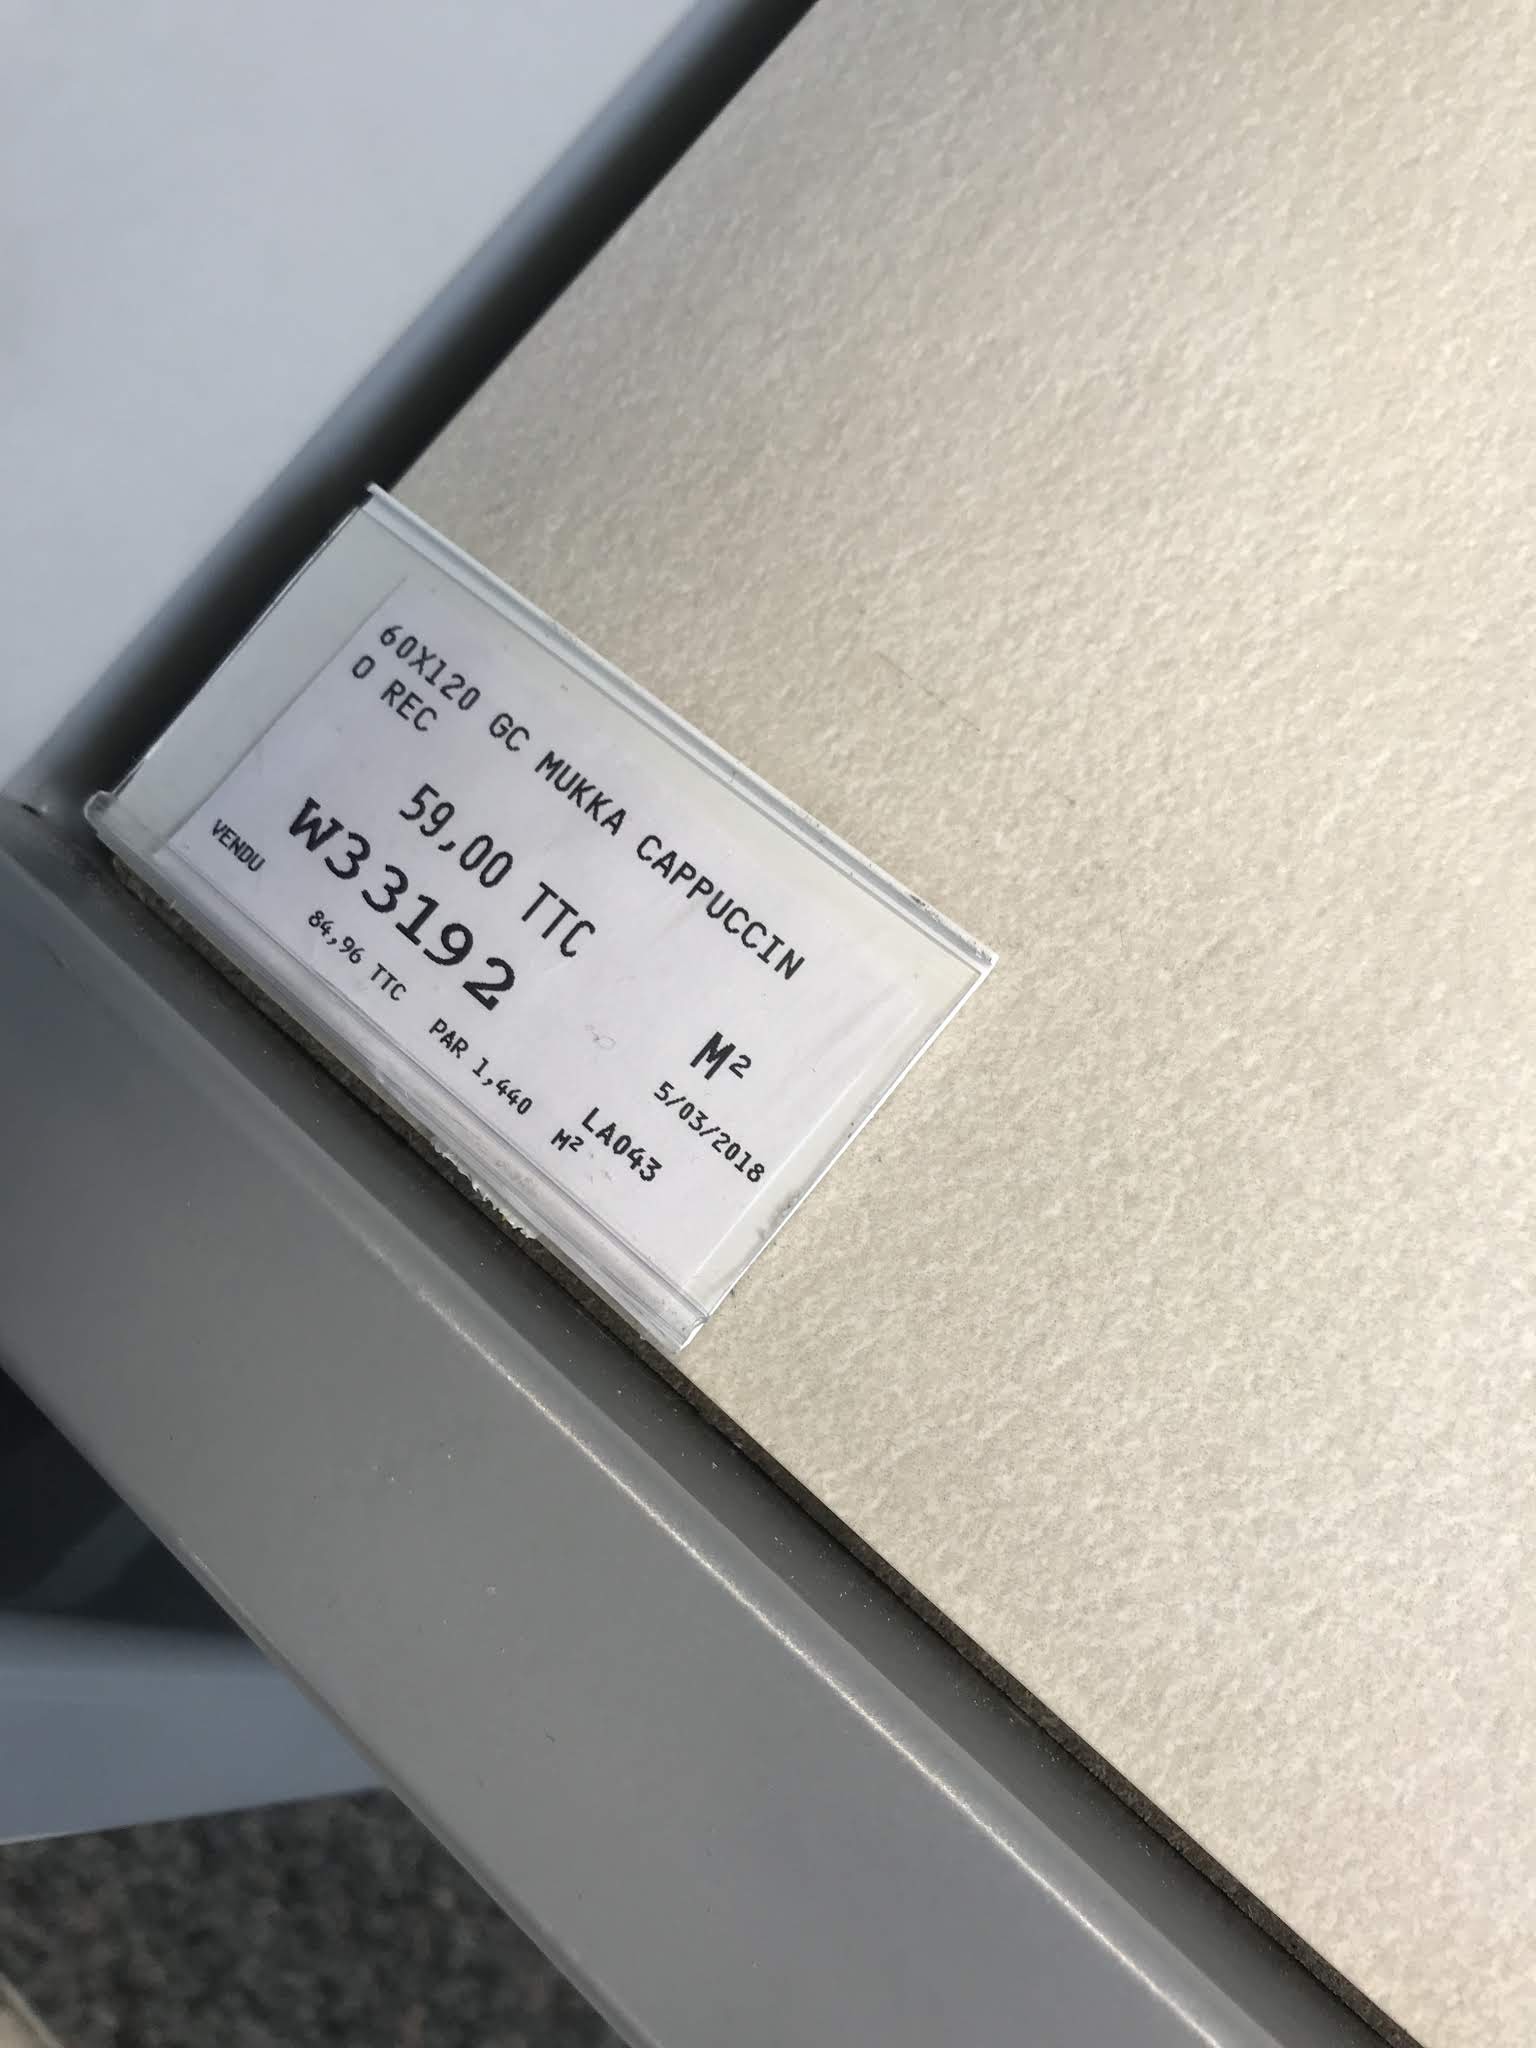 60X120 GC MUKKA CAPPUCCIN
O REC
59,00 TTC M²
W33192 5/03/2018
LA043
VENDU 84,96 TTC PAR 1,440 M²